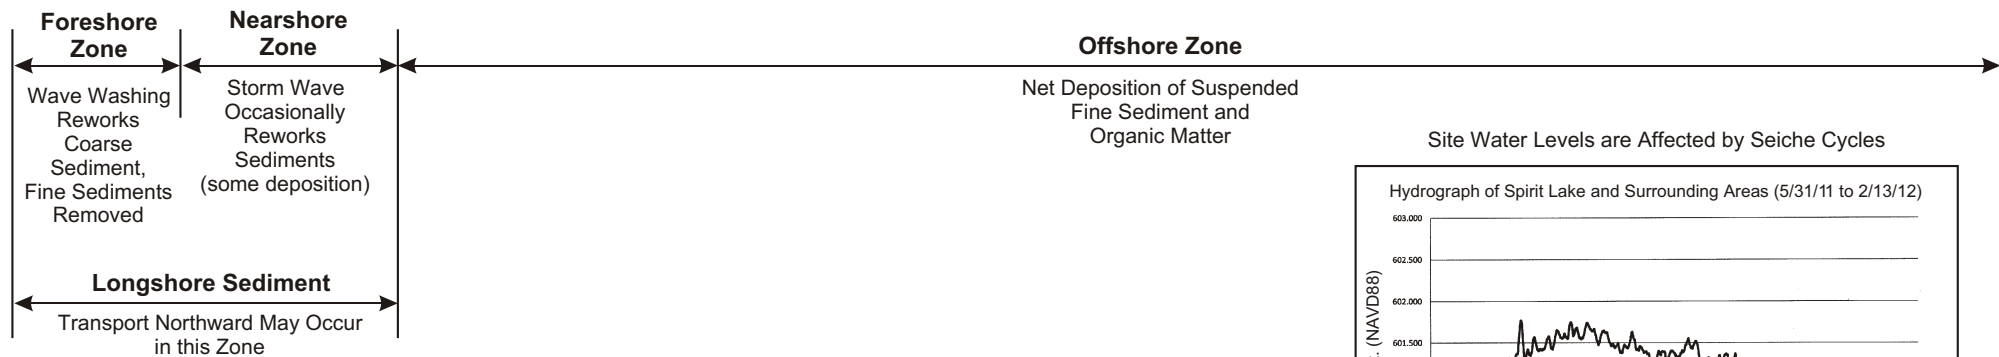 Foreshore
Zone
Nearshore
Zone
Offshore Zone
Wave Washing
Reworks
Coarse
Sediment,
Fine Sediments
Removed
Storm Wave
Occasionally
Reworks
Sediments
(some deposition)
Net Deposition of Suspended
Fine Sediment and
Organic Matter
Longshore Sediment
Transport Northward May Occur
in this Zone
Site Water Levels are Affected by Seiche Cycles
Hydrograph of Spirit Lake and Surrounding Areas (5/31/11 to 2/13/12)
603.000
602.500
602.000
601.500
(NAVD88)